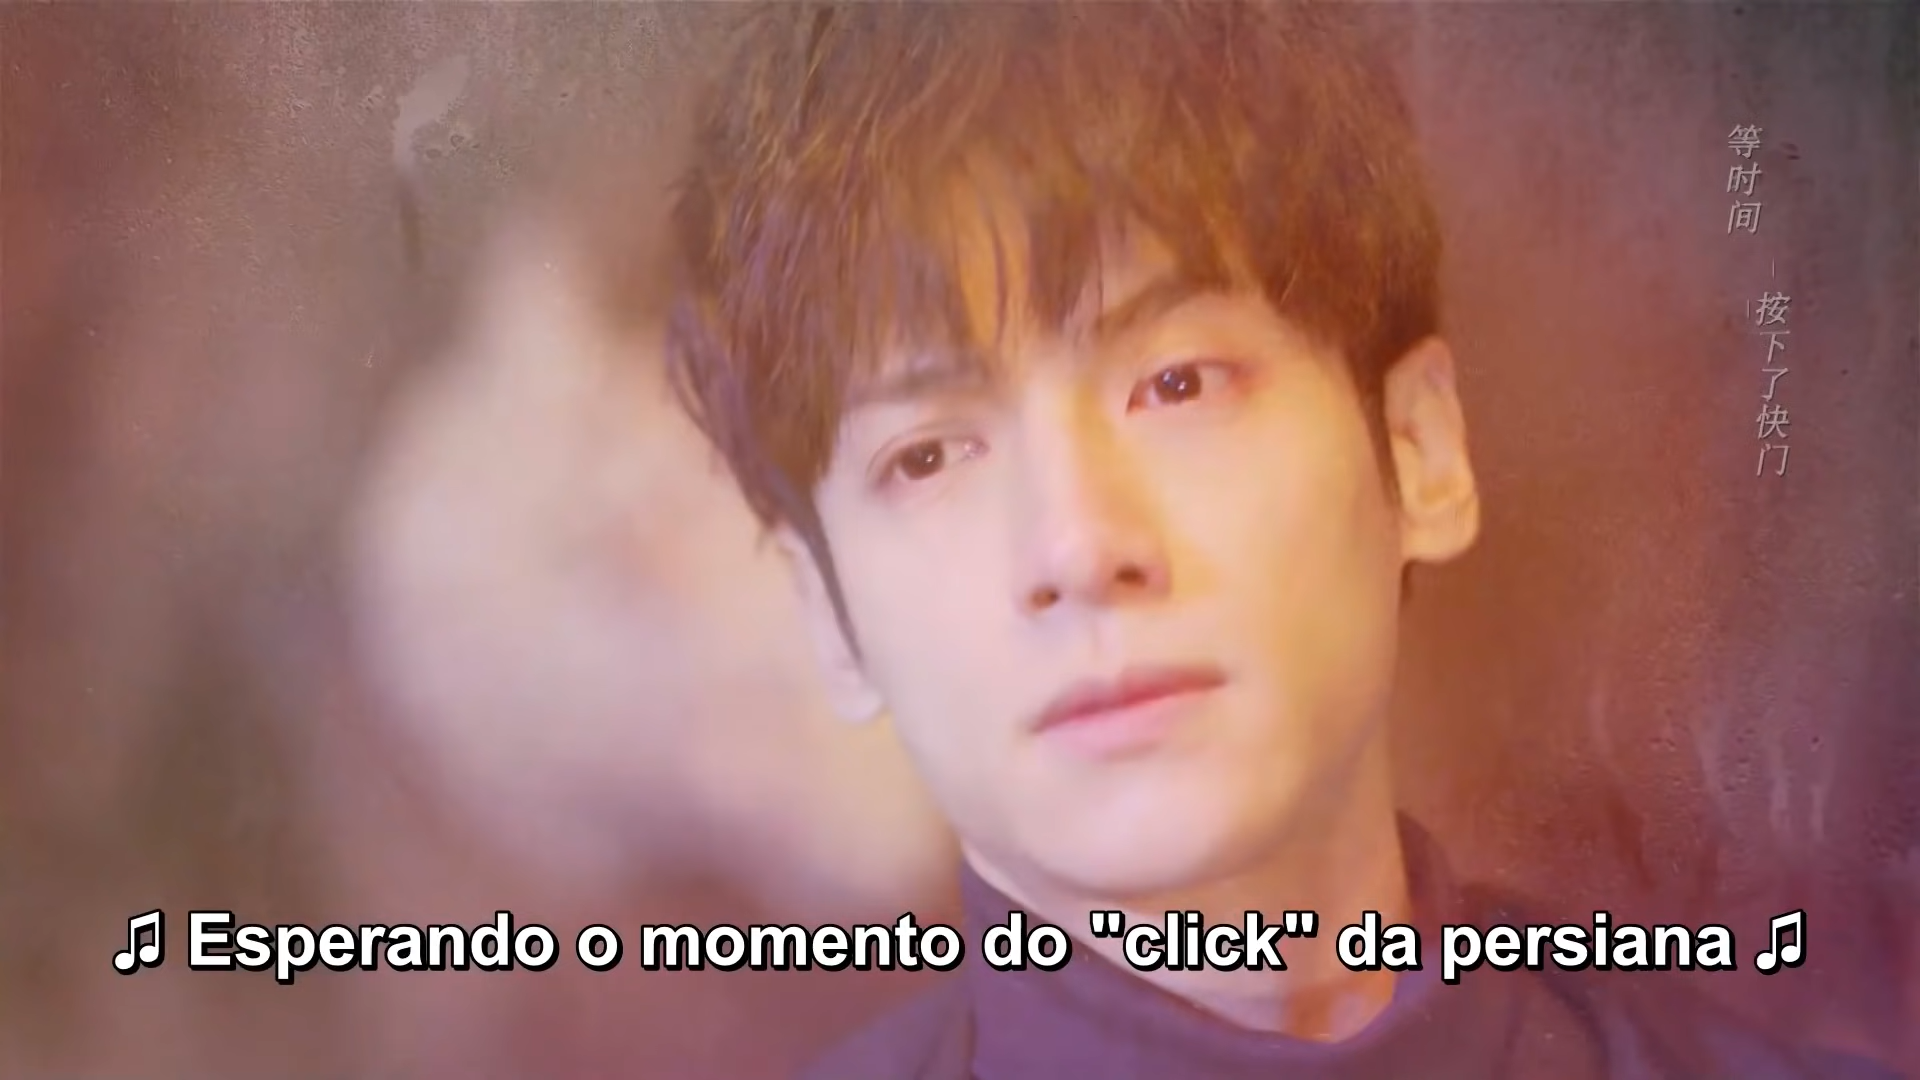 等时间
按下了快门
♫ Esperando o momento do "click" da persiana ♫